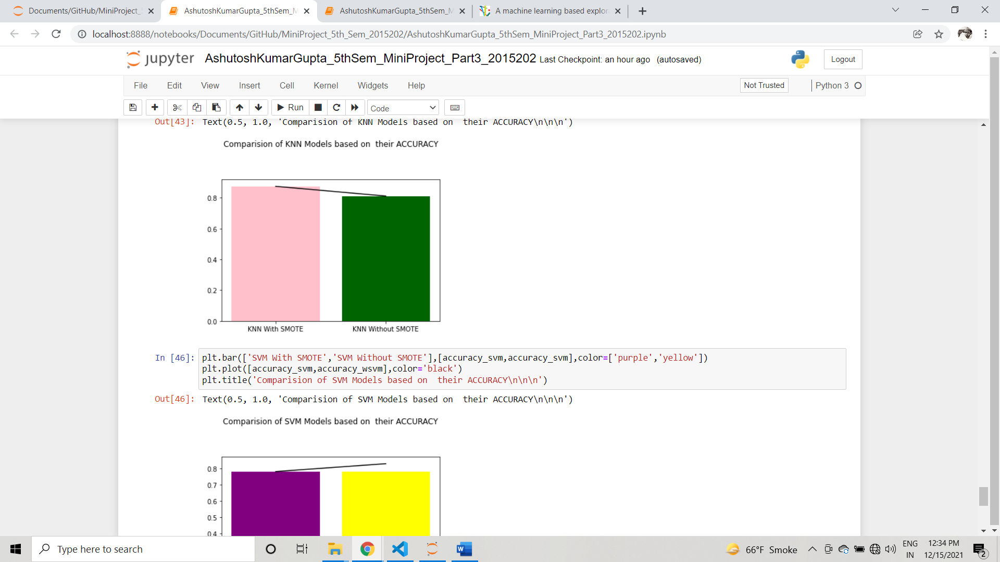 Documents/GitHub/MiniProject_5
AshutoshKumarGupta_5thSem_M
AshutoshKumarGupta_5thSem_M
A machine learning based explor
localhost:8888/notebooks/Documents/GitHub/MiniProject_5th_Sem_2015202/AshutoshKumarGupta_5thSem_MiniProject_Part3_2015202.ipynb
jupyter AshutoshKumarGupta_5thSem_MiniProject_Part3_2015202 Last Checkpoint: an hour ago (autosaved)
Logout
File Edit View Insert Cell Kernel Widgets Help
Not Trusted
Python 3
Run
Code
Out[43]: Text(0.5, 1.0, 'Comparision of KNN Models based on  their ACCURACY\n\n\n')
Comparision of KNN Models based on  their ACCURACY
0.8
0.6
0.4
0.2
0.0
KNN With SMOTE KNN Without SMOTE
In [46]: plt.bar(['SVM With SMOTE','SVM Without SMOTE'],[accuracy_svm,accuracy_svm],color=['purple','yellow'])
plt.plot([accuracy_svm,accuracy_wsvm],color='black')
plt.title('Comparision of SVM Models based on  their ACCURACY\n\n\n')
Out[46]: Text(0.5, 1.0, 'Comparision of SVM Models based on  their ACCURACY\n\n\n')
Comparision of SVM Models based on  their ACCURACY
0.8
0.7
0.6
0.5
0.4
Type here to search
66°F Smoke
ENG
IN
12:34 PM
12/15/2021
2